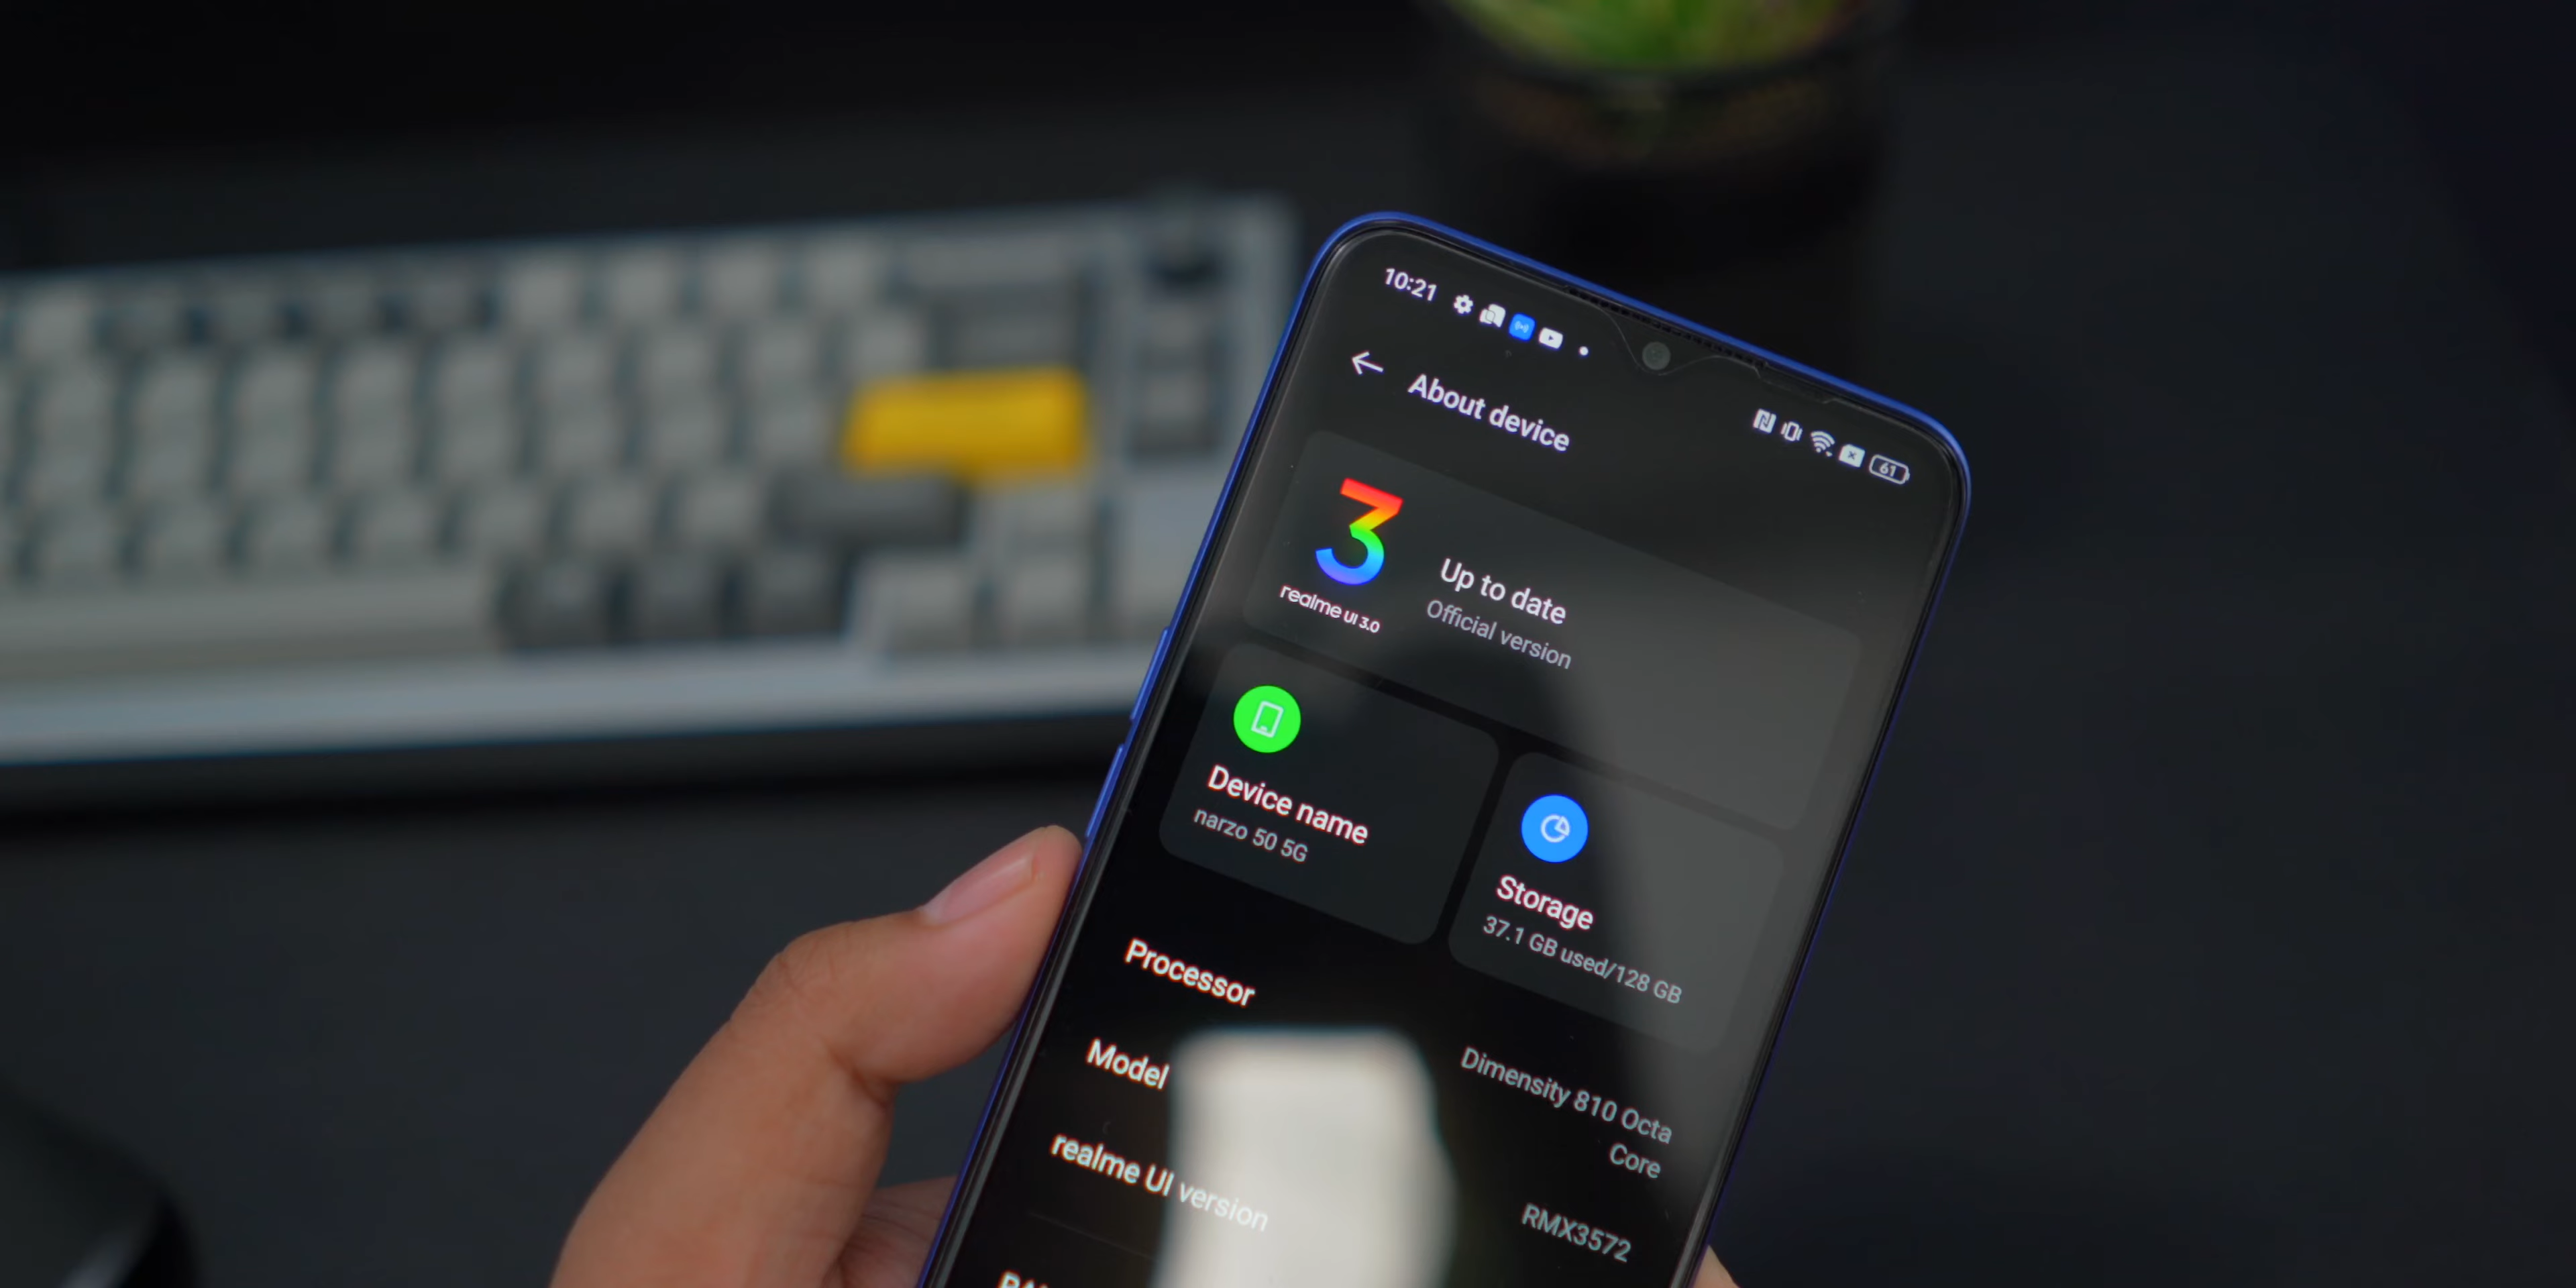 10:21
61
About device
3
realme UI 3.0
Up to date
Official version
Device name
narzo 50 5G
Storage
37.1 GB used/128 GB
Processor
Dimensity 810 Octa
Core
Model
RMX3572
realme UI version